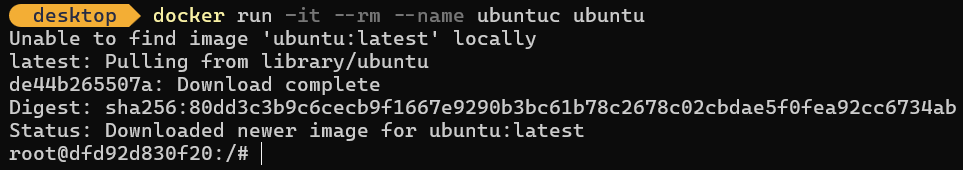 desktop docker run -it --rm --name ubuntuc ubuntu
Unable to find image 'ubuntu:latest' locally
latest: Pulling from library/ubuntu
de44b265507a: Download complete
Digest: sha256:80dd3c3b9c6cecb9f1667e9290b3bc61b78c2678c02cbdae5f0fea92cc6734ab
Status: Downloaded newer image for ubuntu:latest
root@dfd92d830f20:/#